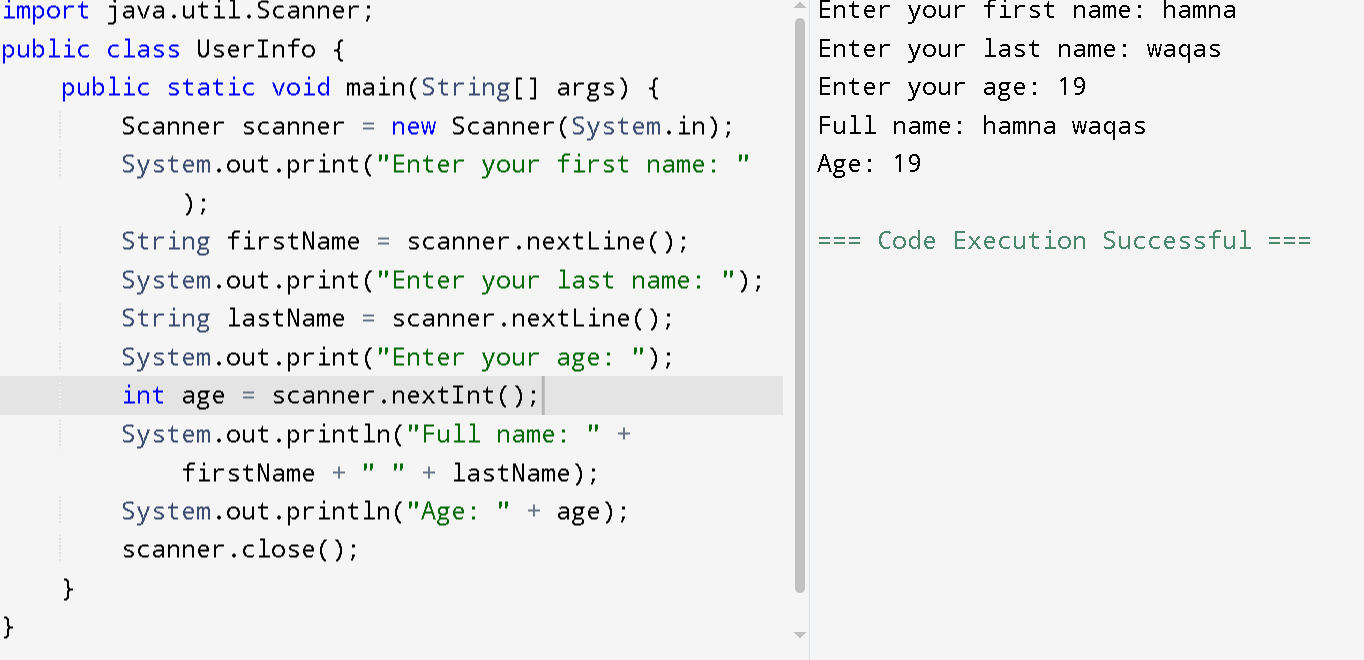 import java.util.Scanner;
public class UserInfo {
    public static void main(String[] args) {
        Scanner scanner = new Scanner(System.in);
        System.out.print("Enter your first name: "
            );
        String firstName = scanner.nextLine();
        System.out.print("Enter your last name: ");
        String lastName = scanner.nextLine();
        System.out.print("Enter your age: ");
        int age = scanner.nextInt();
        System.out.println("Full name: " +
            firstName + " " + lastName);
        System.out.println("Age: " + age);
        scanner.close();
    }
}
Enter your first name: hamna
Enter your last name: waqas
Enter your age: 19
Full name: hamna waqas
Age: 19
=== Code Execution Successful ===